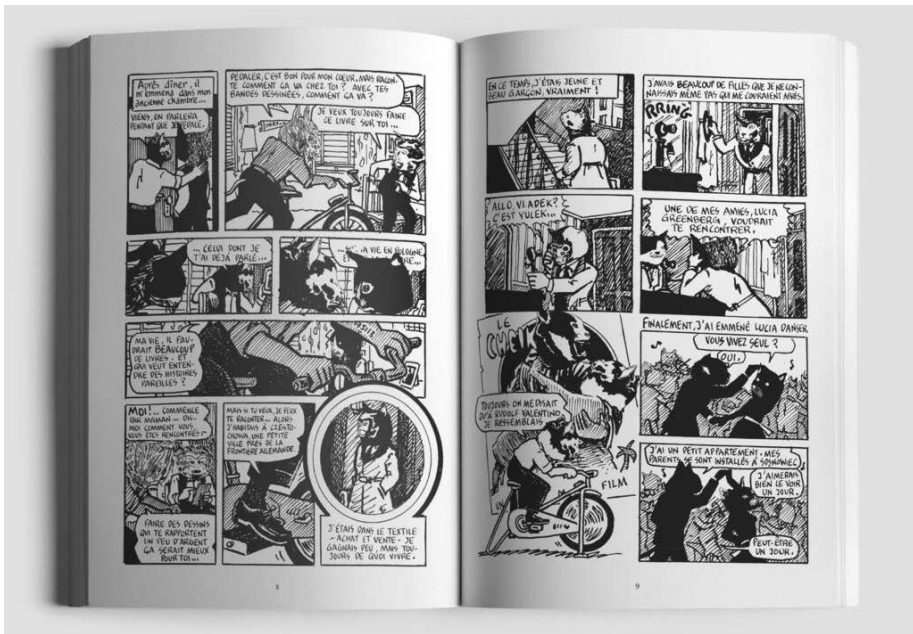 Après dîner, il
m'emmena dans mon
ancienne chambre...
VIENS, ON PARLERA
PENDANT QUE JE PÉDALE.
PÉDALER, C'EST BON POUR MON CŒUR, MAIS RACON-
TE COMMENT ÇA VA CHEZ TOI ? AVEC TES
BANDES DESSINÉES, COMMENT ÇA VA ?
JE VEUX TOUJOURS FAIRE
CE LIVRE SUR TOI...
... CELUI DONT JE
T'AI DÉJÀ PARLÉ...
VIE EN POLOGNE,
MA VIE, IL FAU-
DRAIT BEAUCOUP
DE LIVRES, ET
QUI VEUT ENTEN-
DRE DES HISTOIRES
PAREILLES ?
MOI !... COMMENCE
PAR MAMAN... DIS-
MOI COMMENT VOUS
VOUS ÊTES RENCONTRÉS ?
FAIRE DES DESSINS
QUI TE RAPPORTENT
UN PEU D'ARGENT
ÇA SERAIT MIEUX
POUR TOI...
MAIS SI TU VEUX, JE PEUX
TE RACONTER... ALORS
J'HABITAIS À CZESTO-
CHOWA, UNE PETITE
VILLE PRÈS DE LA
FRONTIÈRE ALLEMANDE.
J'ÉTAIS DANS LE TEXTILE
- ACHAT ET VENTE - JE
GAGNAIS PEU, MAIS TOU-
JOURS DE QUOI VIVRE.
8
EN CE TEMPS, J'ÉTAIS JEUNE ET
BEAU GARÇON, VRAIMENT !
J'AVAIS BEAUCOUP DE FILLES QUE JE NE CON-
NAISSAIS MÊME PAS QUI ME COURAIENT APRÈS.
RRING
ALLO, VLADEK ?
C'EST YULEK...
UNE DE MES AMIES, LUCIA
GREENBERG, VOUDRAIT
TE RENCONTRER.
LE
CHEIK
TOUJOURS ON ME DISAIT
QU'À RUDOLF VALENTINO
JE RESSEMBLAIS
FILM
FINALEMENT, J'AI EMMENÉ LUCIA DANSER
VOUS VIVEZ SEUL ?
OUI.
J'AI UN PETIT APPARTEMENT. MES
PARENTS SE SONT INSTALLÉS À SOSNOWIEC
J'AIMERAIS
BIEN LE VOIR
UN JOUR.
PEUT-ÊTRE
UN JOUR.
9